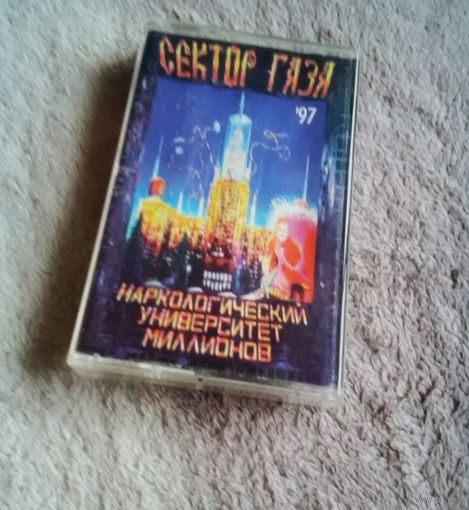 СЕКТОР ГАЗА
'97
НАРКОЛОГИЧЕСКИЙ
УНИВЕРСИТЕТ
МИЛЛИОНОВ